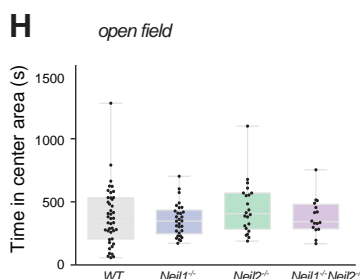 H
open field
Time in center area (s)
1500
1000
500
0
WT Neil1-/- Neil2-/- Neil1-/-Neil2-/-